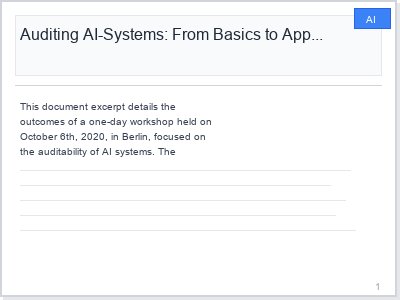 AI
Auditing AI-Systems: From Basics to App...
This document excerpt details the
outcomes of a one-day workshop held on
October 6th, 2020, in Berlin, focused on
the auditability of AI systems. The
1